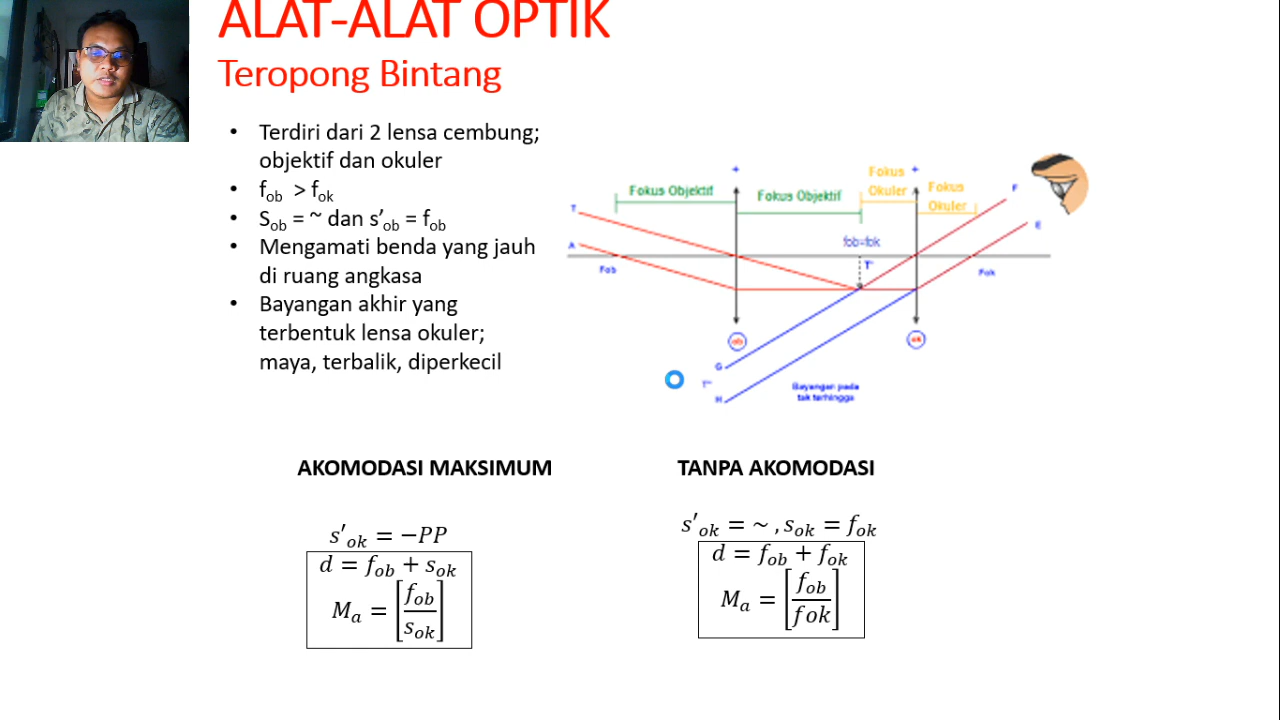 ALAT-ALAT OPTIK
Teropong Bintang
• Terdiri dari 2 lensa cembung;
objektif dan okuler
• fob > fok
• Sob = ~ dan s'ob = fob
• Mengamati benda yang jauh
di ruang angkasa
• Bayangan akhir yang
terbentuk lensa okuler;
maya, terbalik, diperkecil
Fokus Objektif
Fokus Objektif
Fokus
Okuler
Fokus
Okuler
+
+
T
A
F
E
fob=fok
T'
Fob
Fok
ob
ok
G
T''
H
Bayangan pada
tak terhingga
AKOMODASI MAKSIMUM
s'ok = −PP
d = fob + sok
Ma = [fob/sok]
TANPA AKOMODASI
s'ok = ~ , sok = fok
d = fob + fok
Ma = [fob/fok]